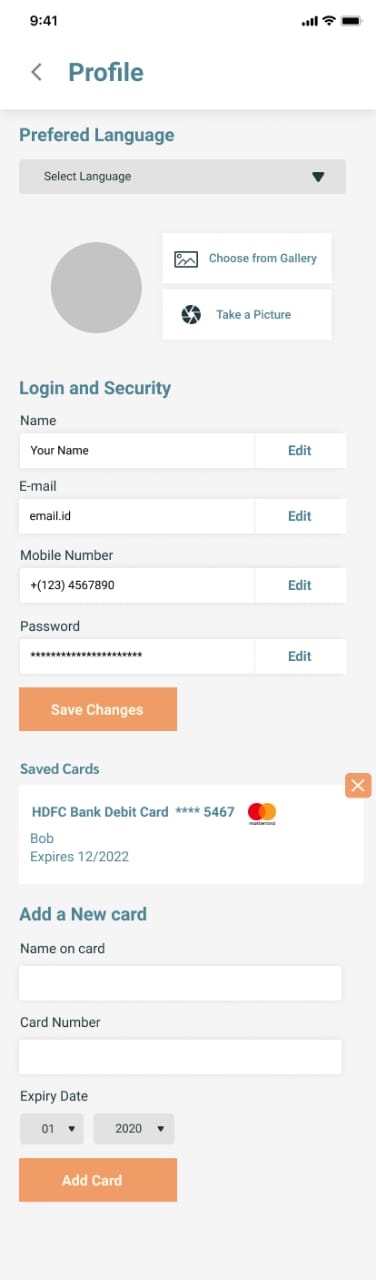 9:41
Profile
Prefered Language
Select Language
Choose from Gallery
Take a Picture
Login and Security
Name
Your Name Edit
E-mail
email.id Edit
Mobile Number
+(123) 4567890 Edit
Password
********************** Edit
Save Changes
Saved Cards
HDFC Bank Debit Card **** 5467
mastercard
Bob
Expires 12/2022
Add a New card
Name on card
Card Number
Expiry Date
01 2020
Add Card